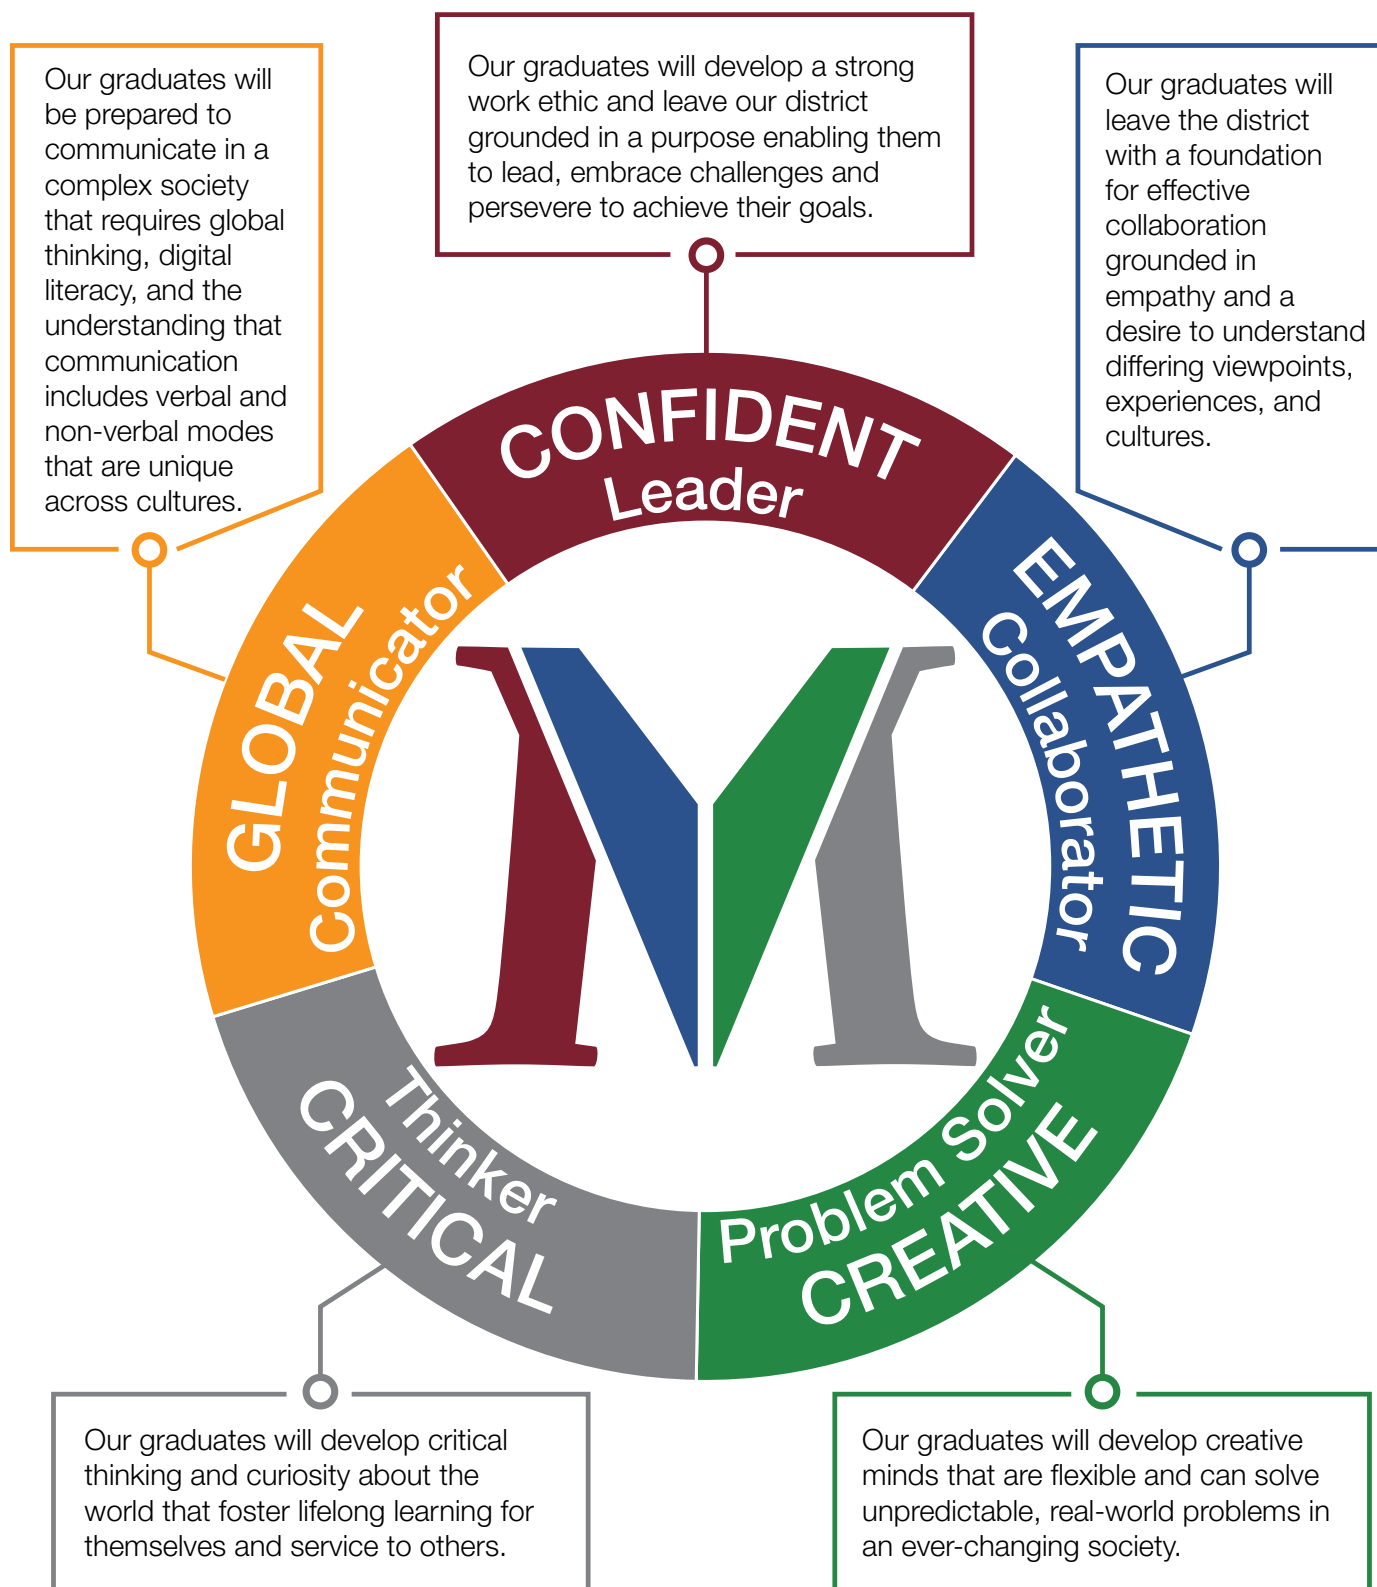 Our graduates will
be prepared to
communicate in a
complex society
that requires global
thinking, digital
literacy, and the
understanding that
communication
includes verbal and
non-verbal modes
that are unique
across cultures.
Our graduates will develop a strong
work ethic and leave our district
grounded in a purpose enabling them
to lead, embrace challenges and
persevere to achieve their goals.
Our graduates will
leave the district
with a foundation
for effective
collaboration
grounded in
empathy and a
desire to understand
differing viewpoints,
experiences, and
cultures.
CONFIDENT
Leader
GLOBAL
Communicator
EMPATHETIC
Collaborator
M
Thinker
CRITICAL
Problem Solver
CREATIVE
Our graduates will develop critical
thinking and curiosity about the
world that foster lifelong learning for
themselves and service to others.
Our graduates will develop creative
minds that are flexible and can solve
unpredictable, real-world problems in
an ever-changing society.